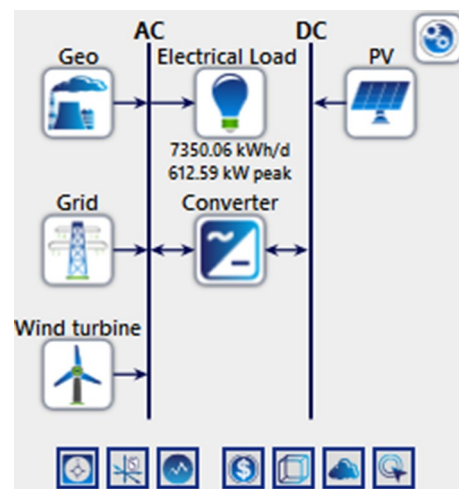 AC DC
Geo Electrical Load PV
7350.06 kWh/d
612.59 kW peak
Grid Converter
Wind turbine